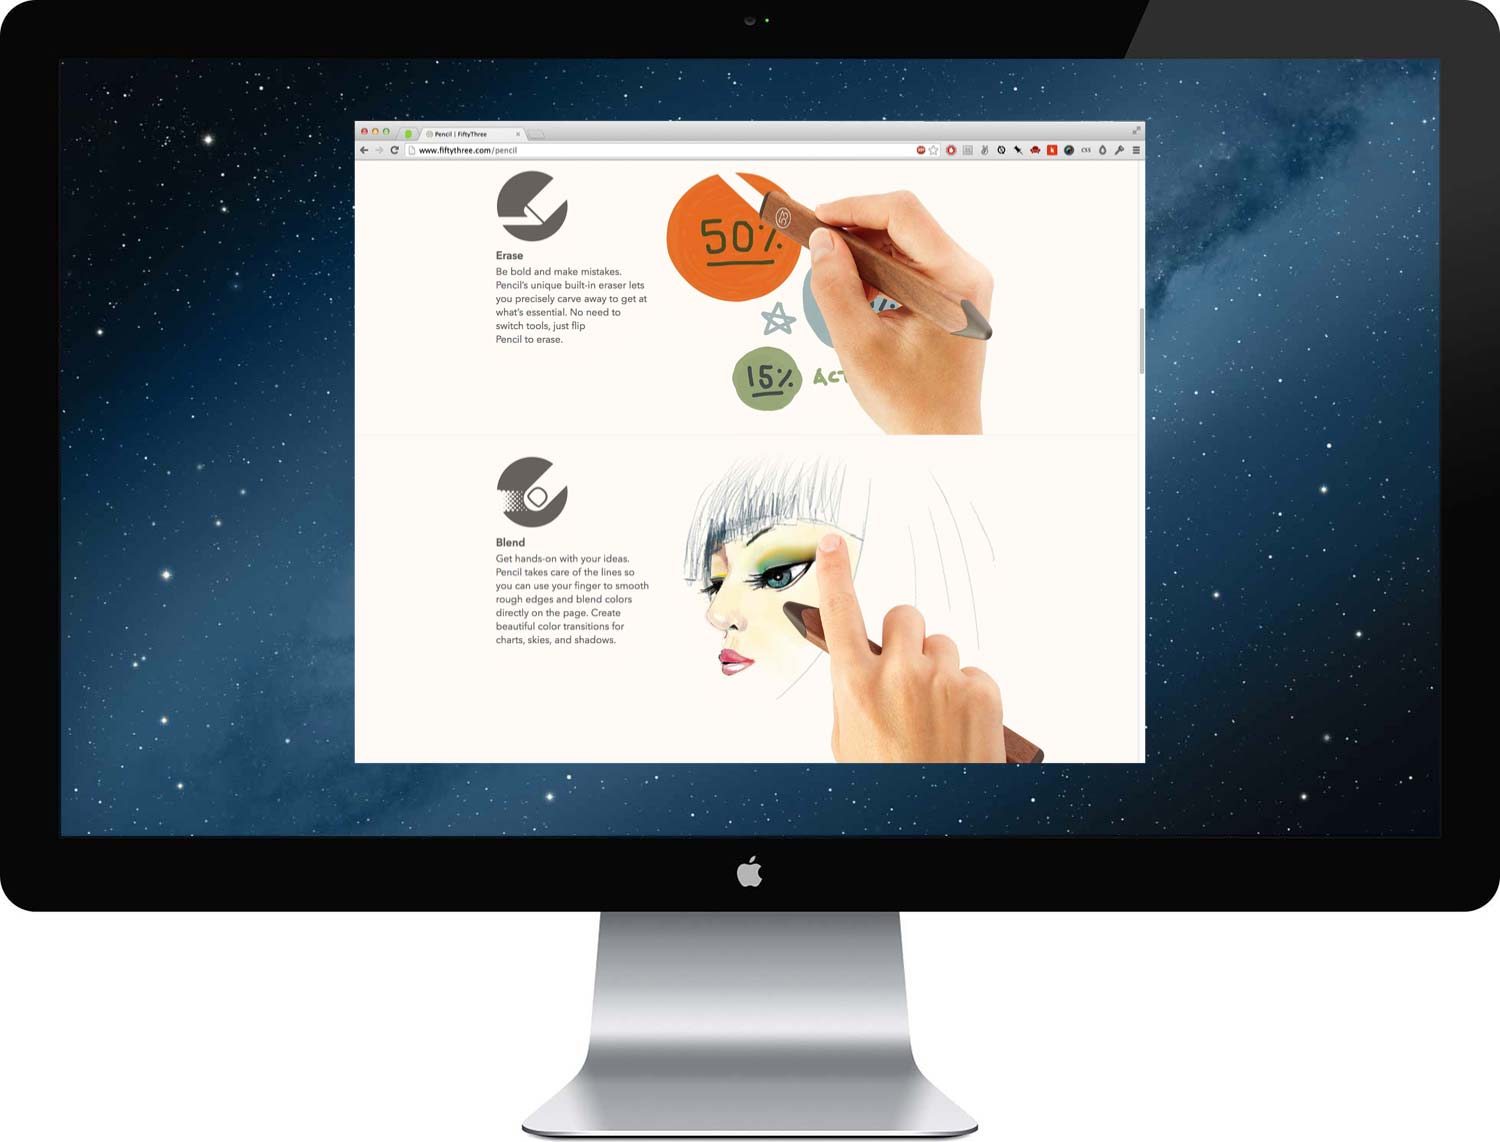 Pencil | FiftyThree
www.fiftythree.com/pencil
ABP
CSS
Erase
Be bold and make mistakes.
Pencil's unique built-in eraser lets
you precisely carve away to get at
what's essential. No need to
switch tools, just flip
Pencil to erase.
50%
53
%
15%
ACT
Blend
Get hands-on with your ideas.
Pencil takes care of the lines so
you can use your finger to smooth
rough edges and blend colors
directly on the page. Create
beautiful color transitions for
charts, skies, and shadows.